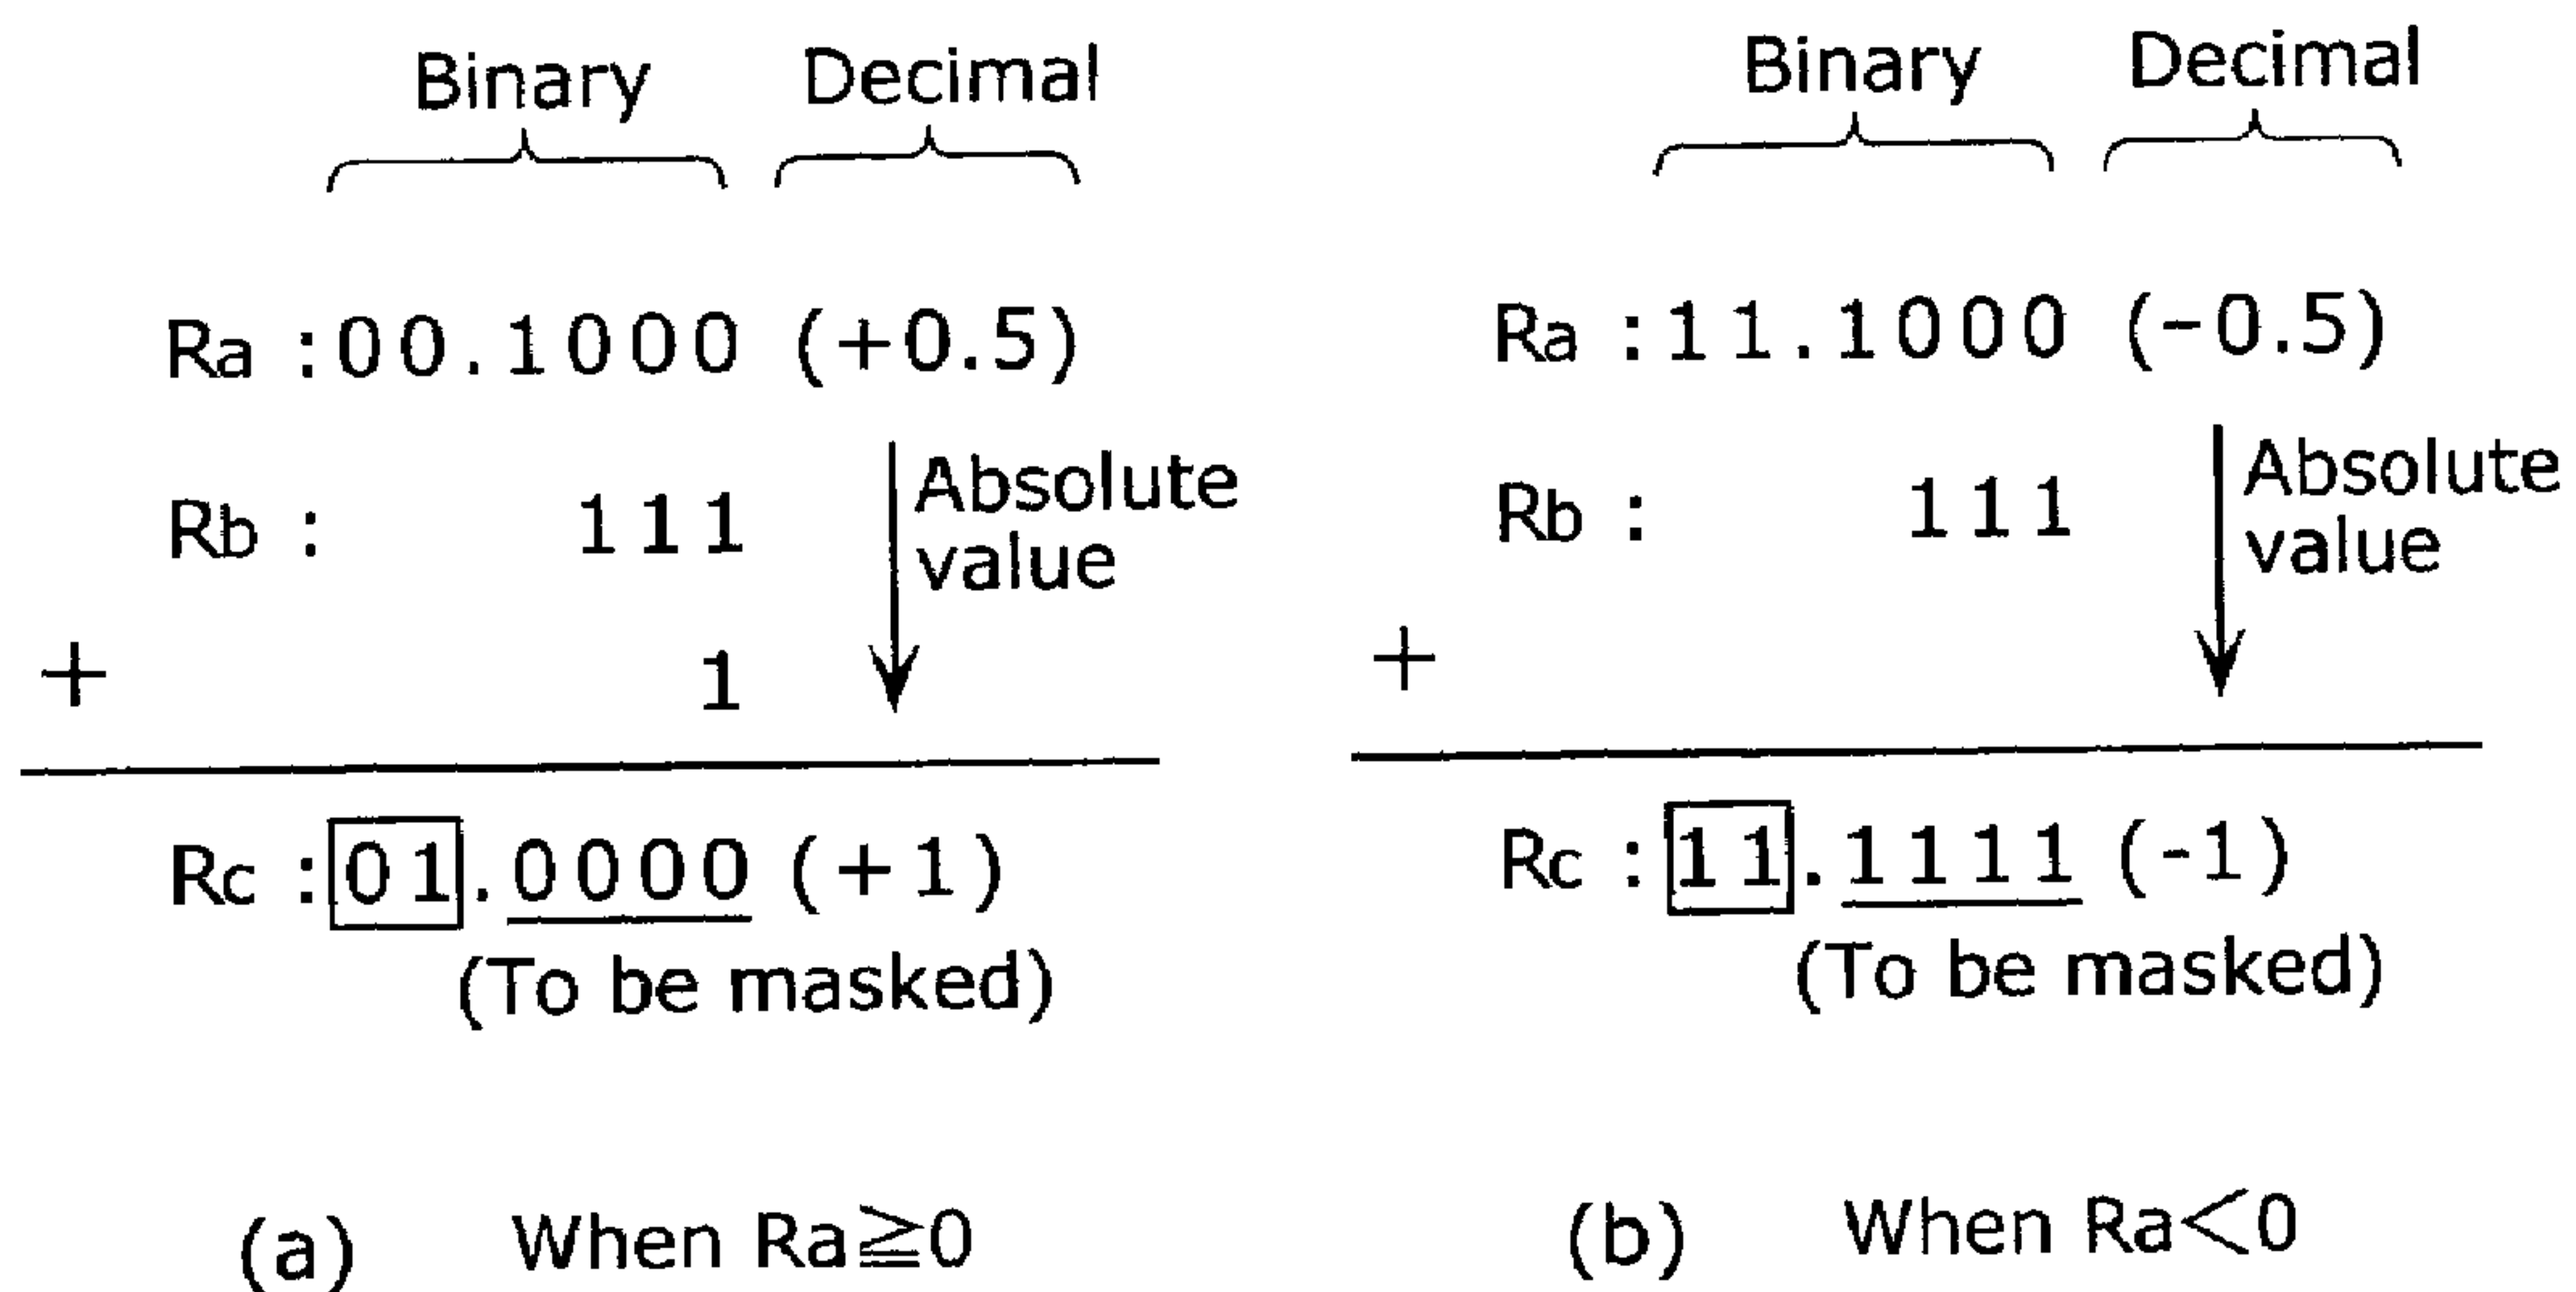 Binary Decimal
Ra :00.1000 (+0.5)
Rb : 111
Absolute
value
+ 1
Rc :01.0000 (+1)
(To be masked)
(a) When Ra≧0
Binary Decimal
Ra :11.1000 (-0.5)
Rb : 111
Absolute
value
+
Rc :11.1111 (-1)
(To be masked)
(b) When Ra<0